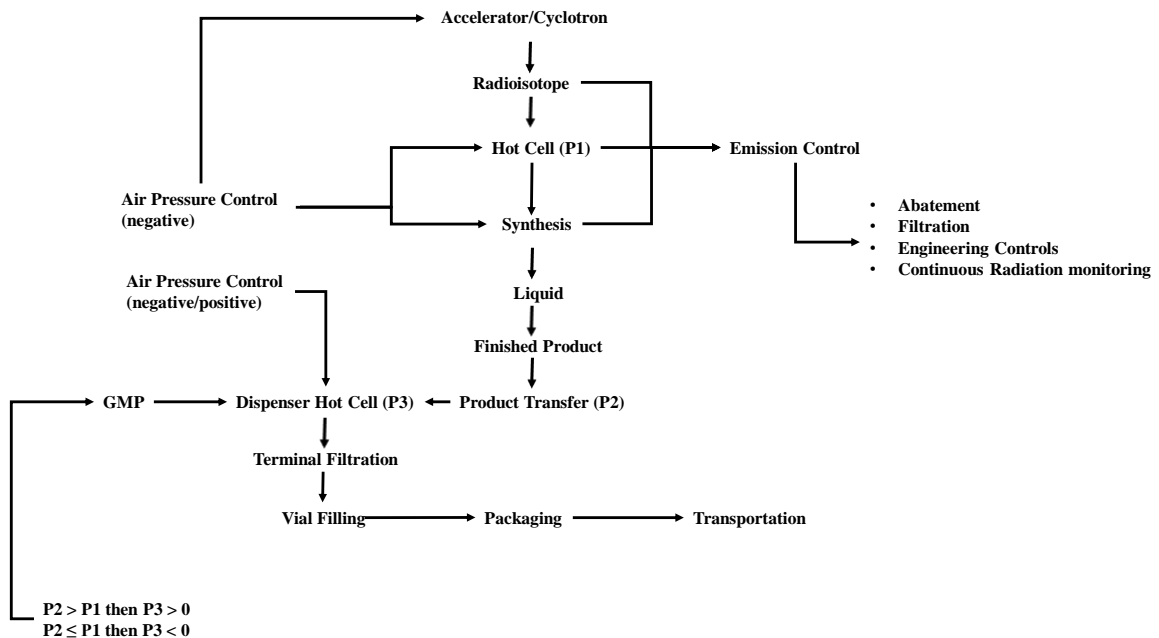 Accelerator/Cyclotron
Radioisotope
Hot Cell (P1)
Emission Control
Air Pressure Control
(negative)
Synthesis
• Abatement
• Filtration
• Engineering Controls
• Continuous Radiation monitoring
Air Pressure Control
(negative/positive)
Liquid
Finished Product
GMP
Dispenser Hot Cell (P3)
Product Transfer (P2)
Terminal Filtration
Vial Filling
Packaging
Transportation
P2 > P1 then P3 > 0
P2 ≤ P1 then P3 < 0